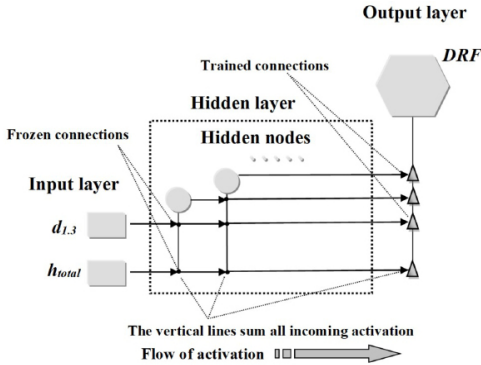 Output layer
DRF
Trained connections
Hidden layer
Frozen connections
Hidden nodes
Input layer
d1.3
htotal
The vertical lines sum all incoming activation
Flow of activation